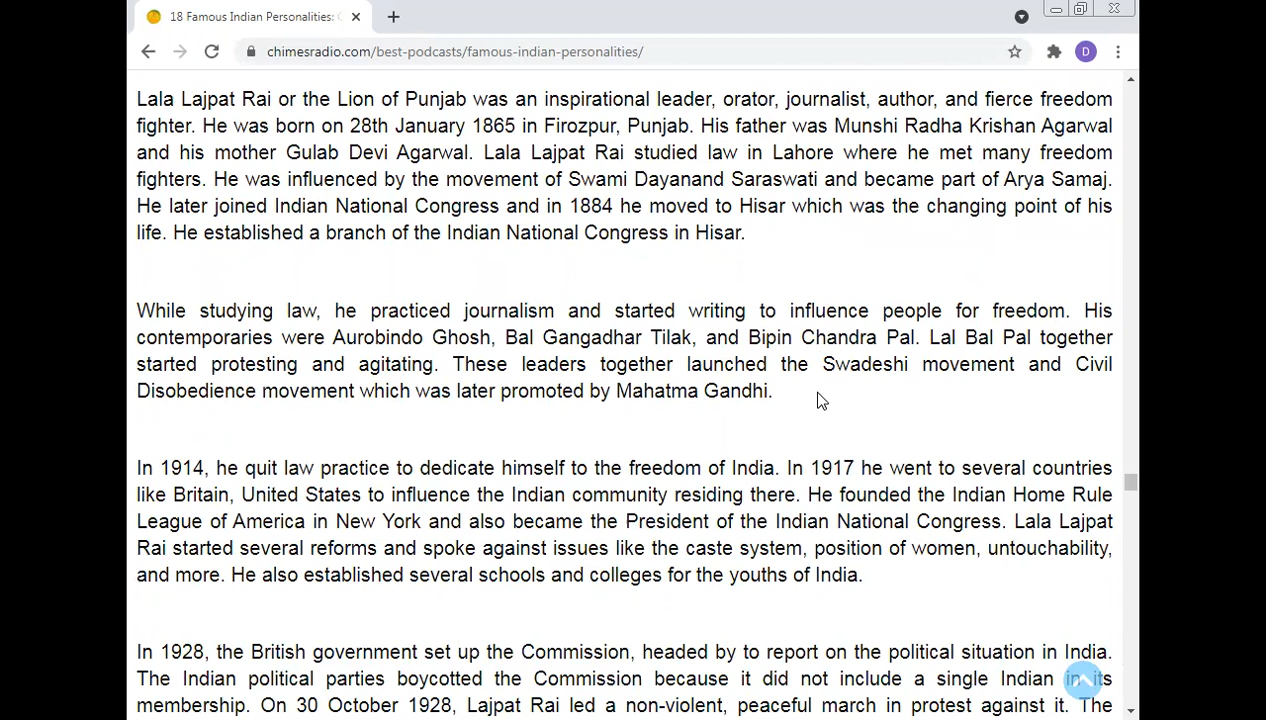 18 Famous Indian Personalities:
chimesradio.com/best-podcasts/famous-indian-personalities/
D
Lala Lajpat Rai or the Lion of Punjab was an inspirational leader, orator, journalist, author, and fierce freedom
fighter. He was born on 28th January 1865 in Firozpur, Punjab. His father was Munshi Radha Krishan Agarwal
and his mother Gulab Devi Agarwal. Lala Lajpat Rai studied law in Lahore where he met many freedom
fighters. He was influenced by the movement of Swami Dayanand Saraswati and became part of Arya Samaj.
He later joined Indian National Congress and in 1884 he moved to Hisar which was the changing point of his
life. He established a branch of the Indian National Congress in Hisar.
While studying law, he practiced journalism and started writing to influence people for freedom. His
contemporaries were Aurobindo Ghosh, Bal Gangadhar Tilak, and Bipin Chandra Pal. Lal Bal Pal together
started protesting and agitating. These leaders together launched the Swadeshi movement and Civil
Disobedience movement which was later promoted by Mahatma Gandhi.
In 1914, he quit law practice to dedicate himself to the freedom of India. In 1917 he went to several countries
like Britain, United States to influence the Indian community residing there. He founded the Indian Home Rule
League of America in New York and also became the President of the Indian National Congress. Lala Lajpat
Rai started several reforms and spoke against issues like the caste system, position of women, untouchability,
and more. He also established several schools and colleges for the youths of India.
In 1928, the British government set up the Commission, headed by to report on the political situation in India.
The Indian political parties boycotted the Commission because it did not include a single Indian in its
membership. On 30 October 1928, Lajpat Rai led a non-violent, peaceful march in protest against it. The